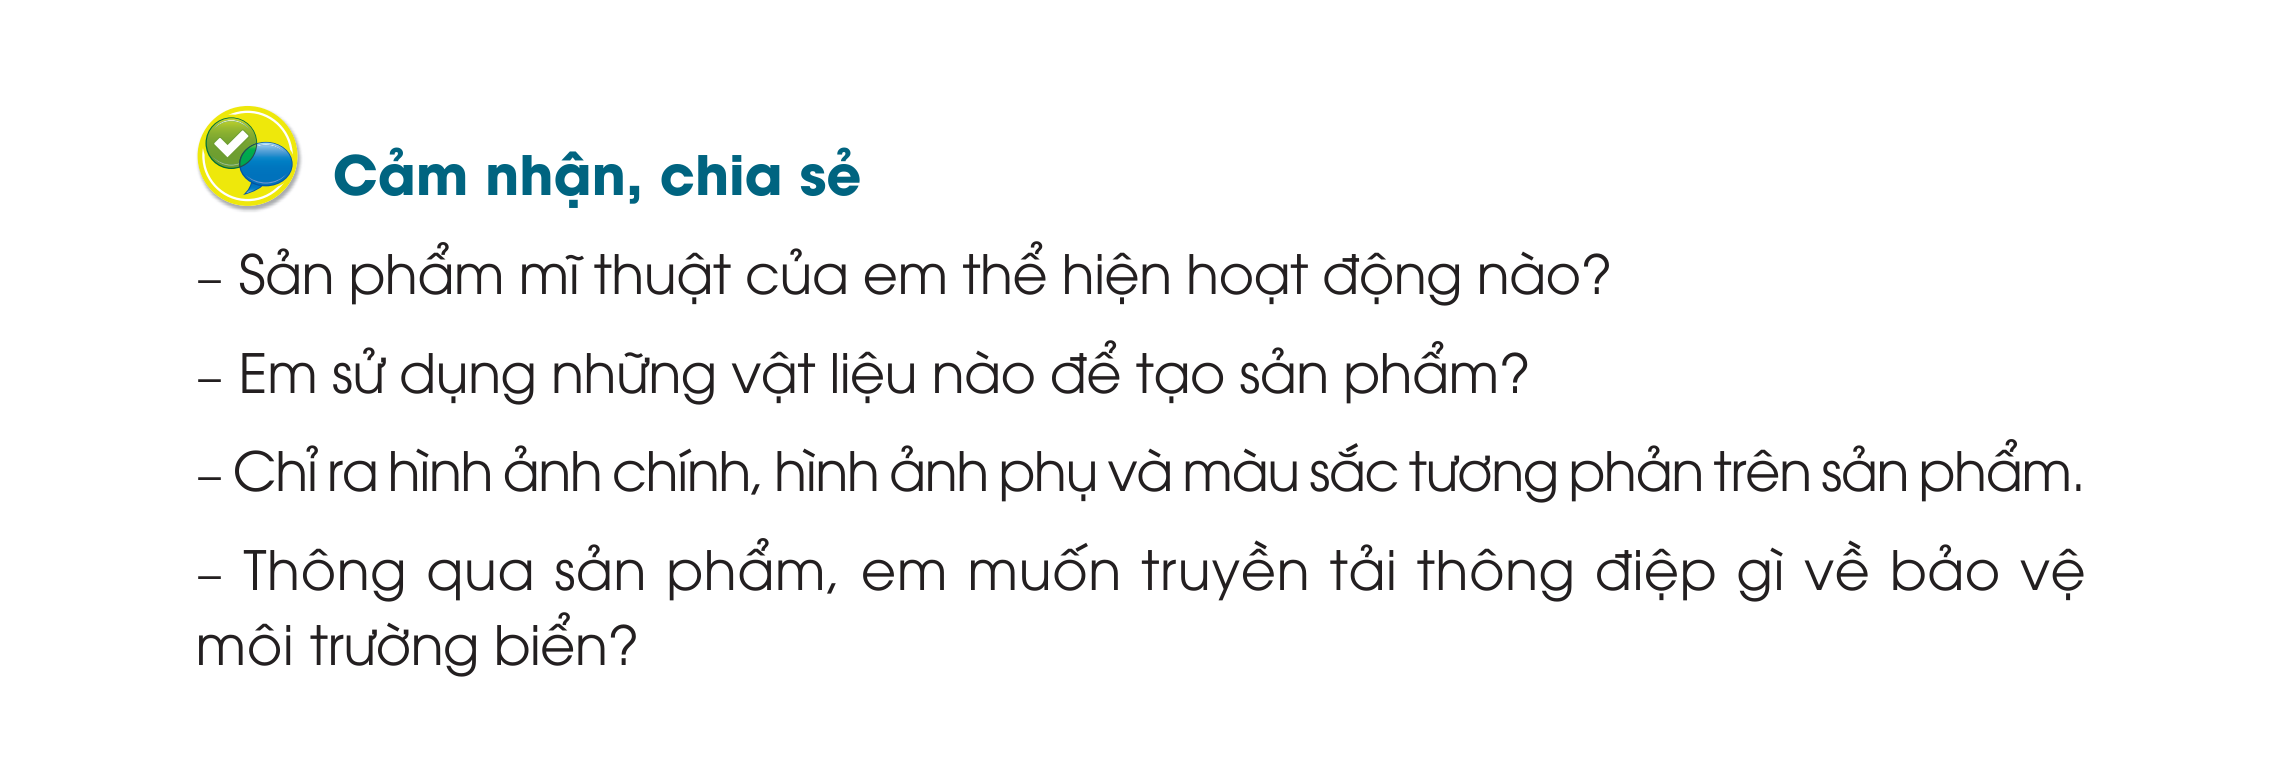 Cảm nhận, chia sẻ
– Sản phẩm mĩ thuật của em thể hiện hoạt động nào?
– Em sử dụng những vật liệu nào để tạo sản phẩm?
– Chỉ ra hình ảnh chính, hình ảnh phụ và màu sắc tương phản trên sản phẩm.
– Thông qua sản phẩm, em muốn truyền tải thông điệp gì về bảo vệ
môi trường biển?